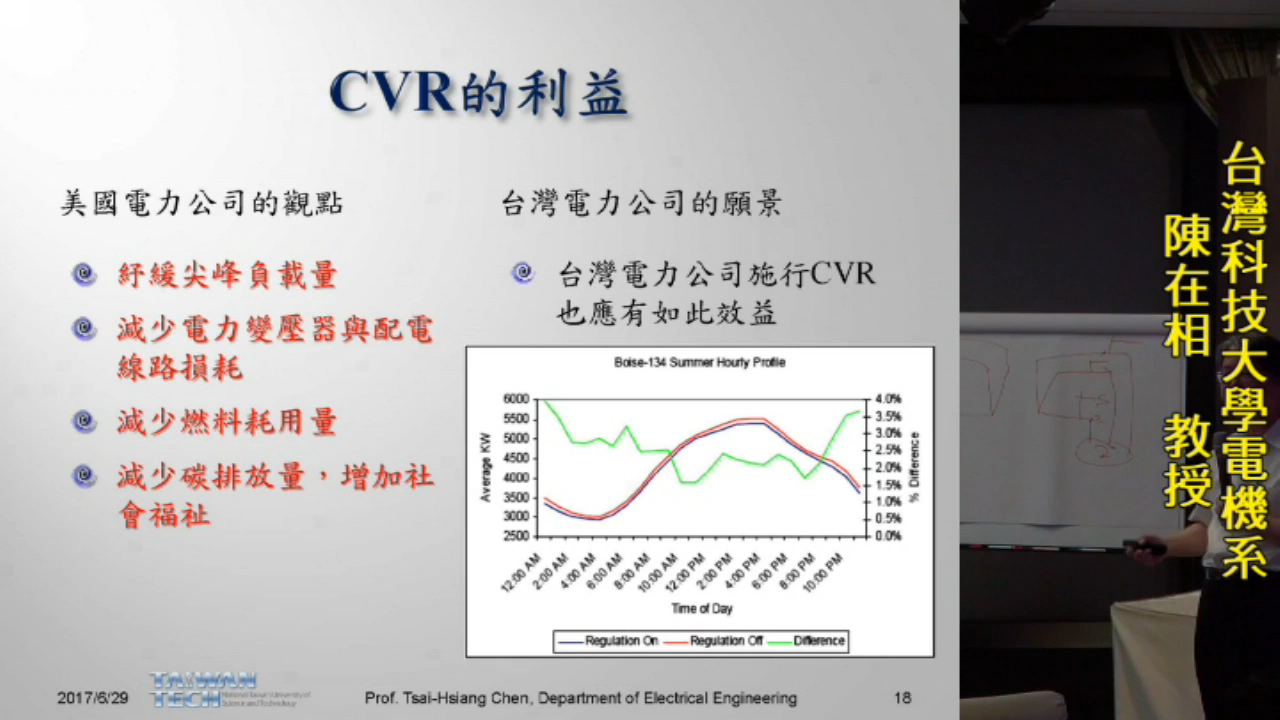 CVR的利益
美國電力公司的觀點
紓緩尖峰負載量
減少電力變壓器與配電
線路損耗
減少燃料耗用量
減少碳排放量，增加社
會福祉
台灣電力公司的願景
台灣電力公司施行CVR
也應有如此效益
Boise-134 Summer Hourly Profile
Average KW
6000
5500
5000
4500
4000
3500
3000
2500
4.0%
3.5%
3.0%
2.5%
2.0%
1.5%
1.0%
0.5%
0.0%
% Difference
12:00 AM
2:00 AM
4:00 AM
6:00 AM
8:00 AM
10:00 AM
12:00 PM
2:00 PM
4:00 PM
6:00 PM
8:00 PM
10:00 PM
Time of Day
Regulation On
Regulation Off
Difference
2017/6/29
TAIWAN
TECH
National Taiwan University of
Science and Technology
Prof. Tsai-Hsiang Chen, Department of Electrical Engineering
18
台灣科技大學電機系
陳在相 教授